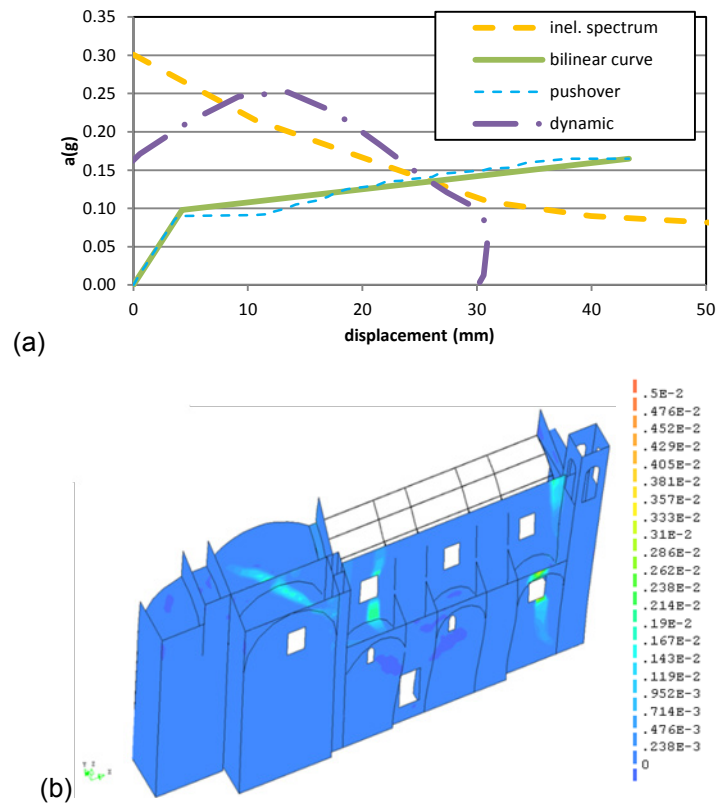 0.35
0.30
0.25
0.20
0.15
0.10
0.05
0.00
a(g)
0
10
20
30
40
50
displacement (mm)
inel. spectrum
bilinear curve
pushover
dynamic
(a)
.5E-2
.476E-2
.452E-2
.429E-2
.405E-2
.381E-2
.357E-2
.333E-2
.31E-2
.286E-2
.262E-2
.238E-2
.214E-2
.19E-2
.167E-2
.143E-2
.119E-2
.952E-3
.714E-3
.476E-3
.238E-3
0
(b)